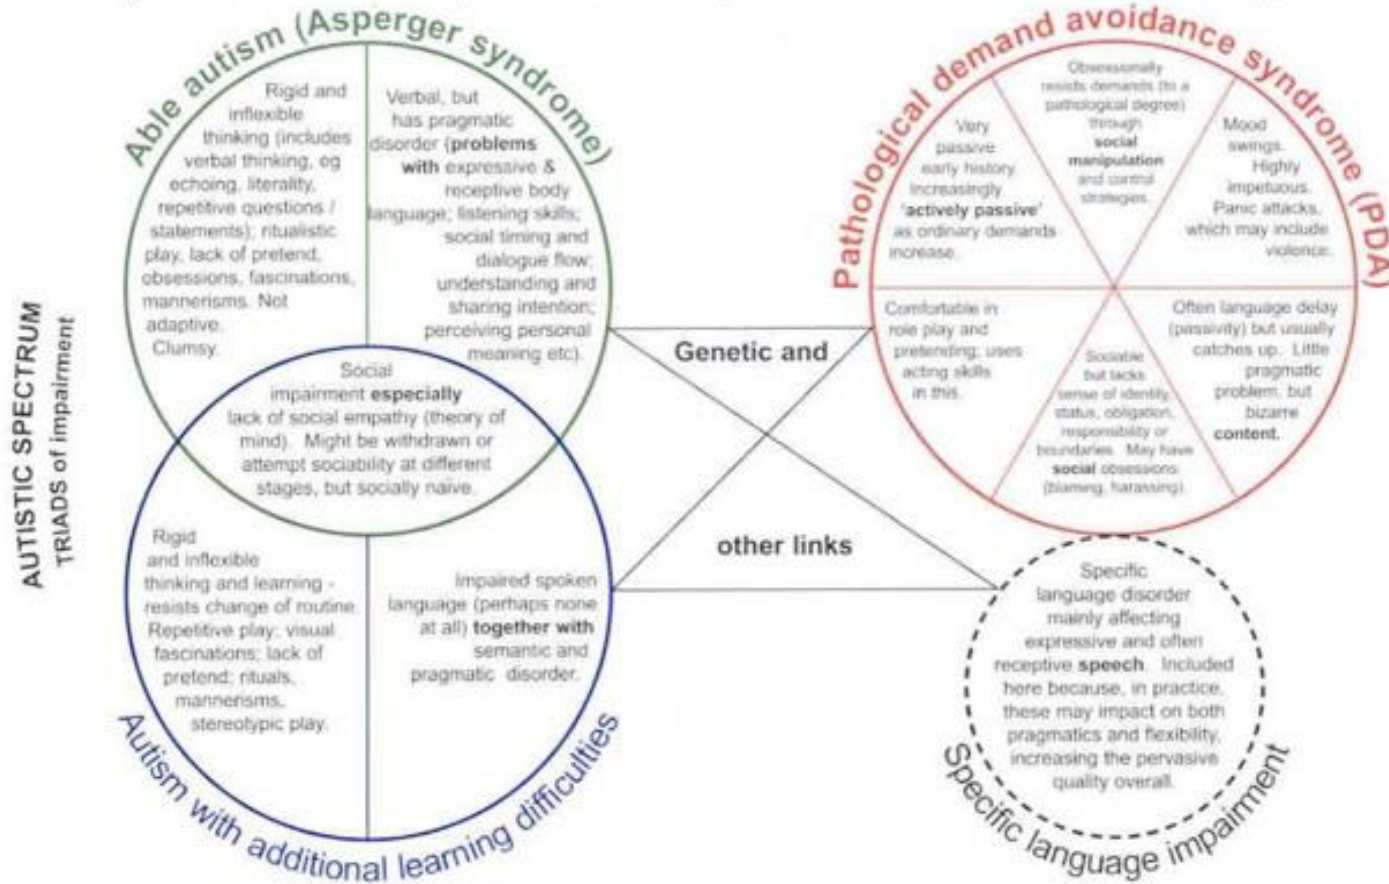 Able autism (Asperger syndrome)
Rigid and
inflexible
thinking (includes
verbal thinking, eg
echoing, literality,
repetitive questions /
statements); ritualistic
play, lack of pretend,
obsessions, fascinations,
mannerisms. Not
adaptive.
Clumsy.
Verbal, but
has pragmatic
disorder (problems
with expressive &
receptive body
language; listening skills;
social timing and
dialogue flow;
understanding and
sharing intention;
perceiving personal
meaning etc).
Social
impairment especially
lack of social empathy (theory of
mind). Might be withdrawn or
attempt sociability at different
stages, but socially naïve.
AUTISTIC SPECTRUM
TRIADS of impairment
Rigid
and inflexible
thinking and learning -
resists change of routine.
Repetitive play; visual
fascinations; lack of
pretend; rituals,
mannerisms,
stereotypic play.
Impaired spoken
language (perhaps none
at all) together with
semantic and
pragmatic disorder.
Autism with additional learning difficulties
Genetic and
other links
Pathological demand avoidance syndrome (PDA)
Very
passive
early history.
Increasingly
'actively passive'
as ordinary demands
increase.
Obsessionally
resists demands (to a
pathological degree)
through
social
manipulation
and control
strategies.
Mood
swings.
Highly
impetuous.
Panic attacks,
which may include
violence.
Comfortable in
role play and
pretending; uses
acting skills
in this.
Sociable
but lacks
sense of identity,
status, obligation,
responsibility or
boundaries. May have
social obsessions
(blaming, harassing).
Often language delay
(passivity) but usually
catches up. Little
pragmatic
problem, but
bizarre
content.
Specific
language disorder
mainly affecting
expressive and often
receptive speech. Included
here because, in practice,
these may impact on both
pragmatics and flexibility,
increasing the pervasive
quality overall.
Specific language impairment